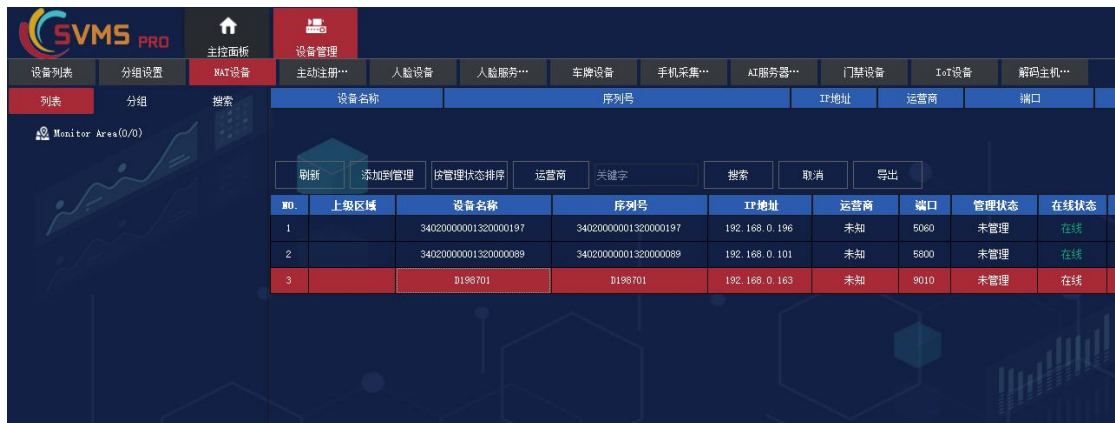 SVMS PRO
主控面板
设备管理
设备列表 分组设置 NAT设备 主动注册… 人脸设备 人脸服务… 车牌设备 手机采集… AI服务器… 门禁设备 IoT设备 解码主机…
列表 分组 搜索
设备名称 序列号 IP地址 运营商 端口
Monitor Area(0/0)
刷新 添加到管理 按管理状态排序 运营商 关键字 搜索 取消 导出
NO. 上级区域 设备名称 序列号 IP地址 运营商 端口 管理状态 在线状态
1 34020000001320000197 34020000001320000197 192.168.0.196 未知 5060 未管理 在线
2 34020000001320000089 34020000001320000089 192.168.0.101 未知 5800 未管理 在线
3 D198701 D198701 192.168.0.163 未知 9010 未管理 在线